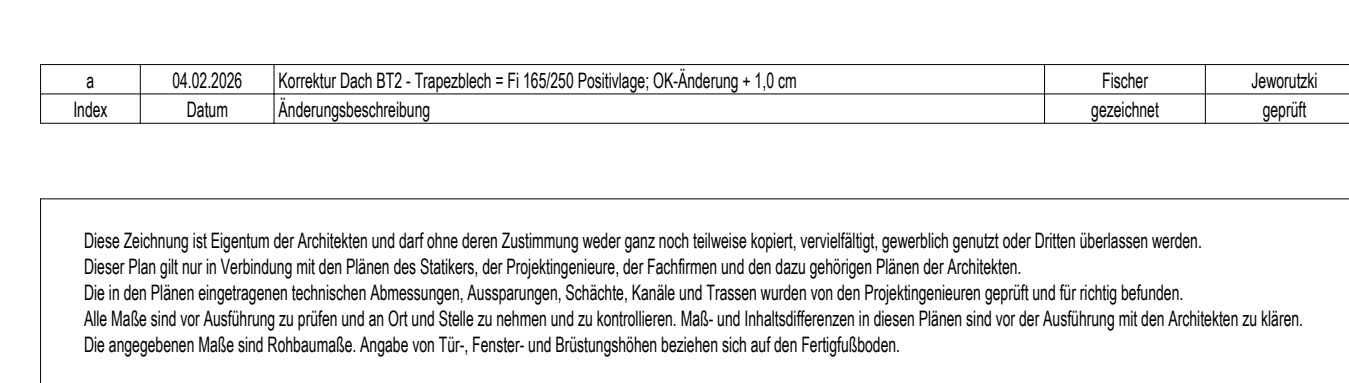 a 04.02.2026 Korrektur Dach BT2 - Trapezblech = Fi 165/250 Positivlage; OK-Änderung + 1,0 cm Fischer Jeworutzki
Index Datum Änderungsbeschreibung gezeichnet geprüft
Diese Zeichnung ist Eigentum der Architekten und darf ohne deren Zustimmung weder ganz noch teilweise kopiert, vervielfältigt, gewerblich genutzt oder Dritten überlassen werden.
Dieser Plan gilt nur in Verbindung mit den Plänen des Statikers, der Projektingenieure, der Fachfirmen und den dazu gehörigen Plänen der Architekten.
Die in den Plänen eingetragenen technischen Abmessungen, Aussparungen, Schächte, Kanäle und Trassen wurden von den Projektingenieuren geprüft und für richtig befunden.
Alle Maße sind vor Ausführung zu prüfen und an Ort und Stelle zu nehmen und zu kontrollieren. Maß- und Inhaltsdifferenzen in diesen Plänen sind vor der Ausführung mit den Architekten zu klären.
Die angegebenen Maße sind Rohbaumaße. Angabe von Tür-, Fenster- und Brüstungshöhen beziehen sich auf den Fertigfußboden.